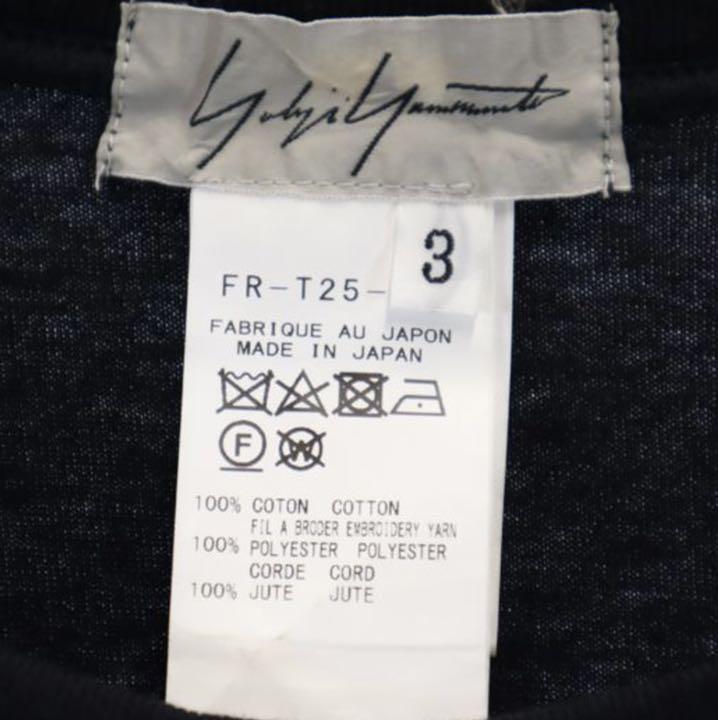 Yohji Yamamoto
3
FR-T25-
FABRIQUE AU JAPON
MADE IN JAPAN
F W
100% COTON COTTON
FIL A BRODER EMBROIDERY YARN
100% POLYESTER POLYESTER
CORDE CORD
100% JUTE JUTE